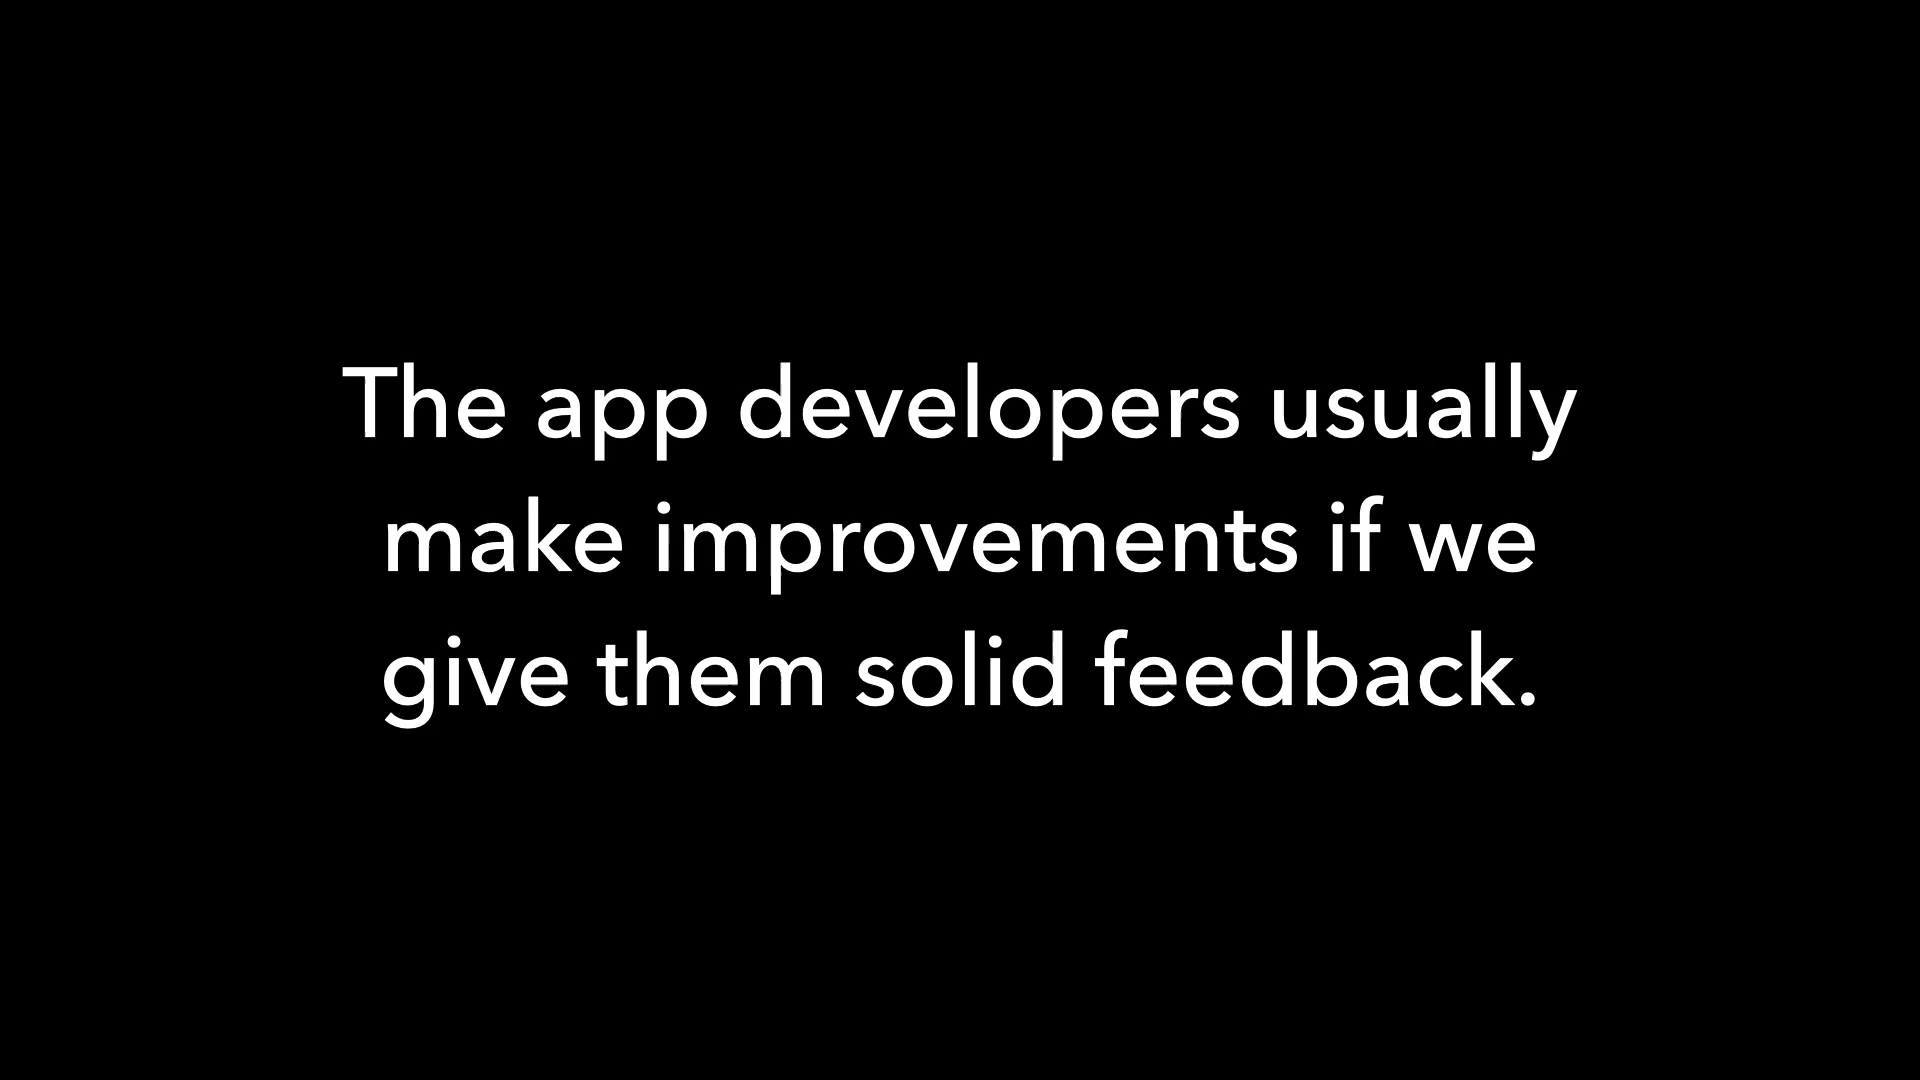 The app developers usually
make improvements if we
give them solid feedback.